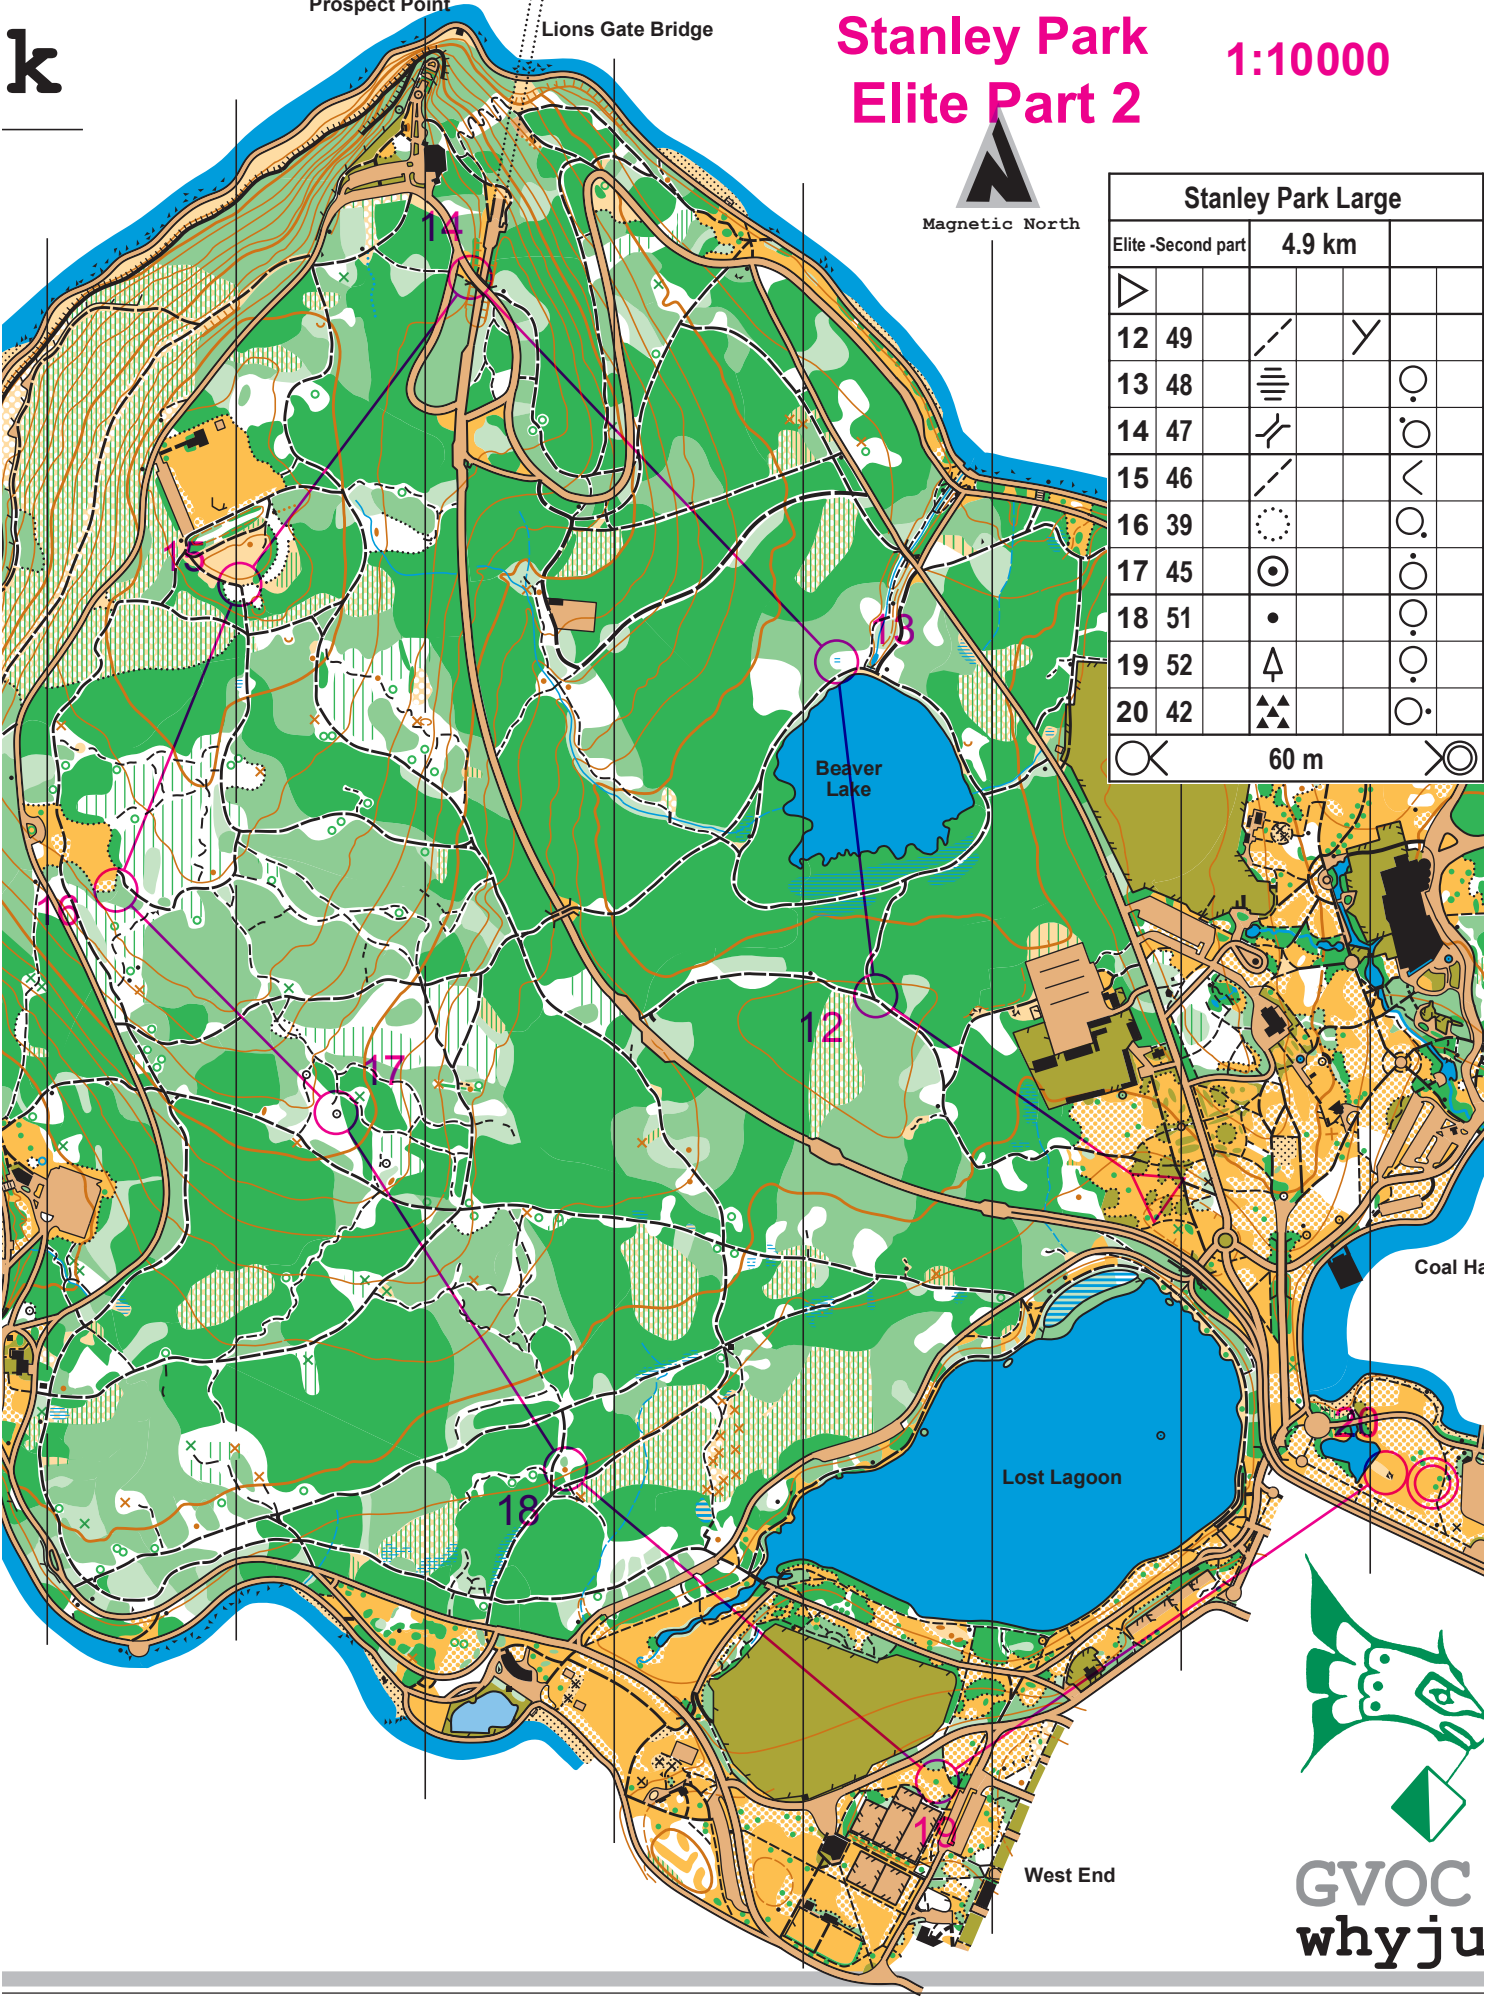 Prospect Point
k
Lions Gate Bridge
Stanley Park
Elite Part 2
1:10000
Magnetic North
Stanley Park Large
Elite -Second part 4.9 km
12 49
13 48
14 47
15 46
16 39
17 45
18 51
19 52
20 42
60 m
14
15
13
Beaver
Lake
16
12
17
Coal Ha
20
Lost Lagoon
18
19
West End
GVOC
whyju